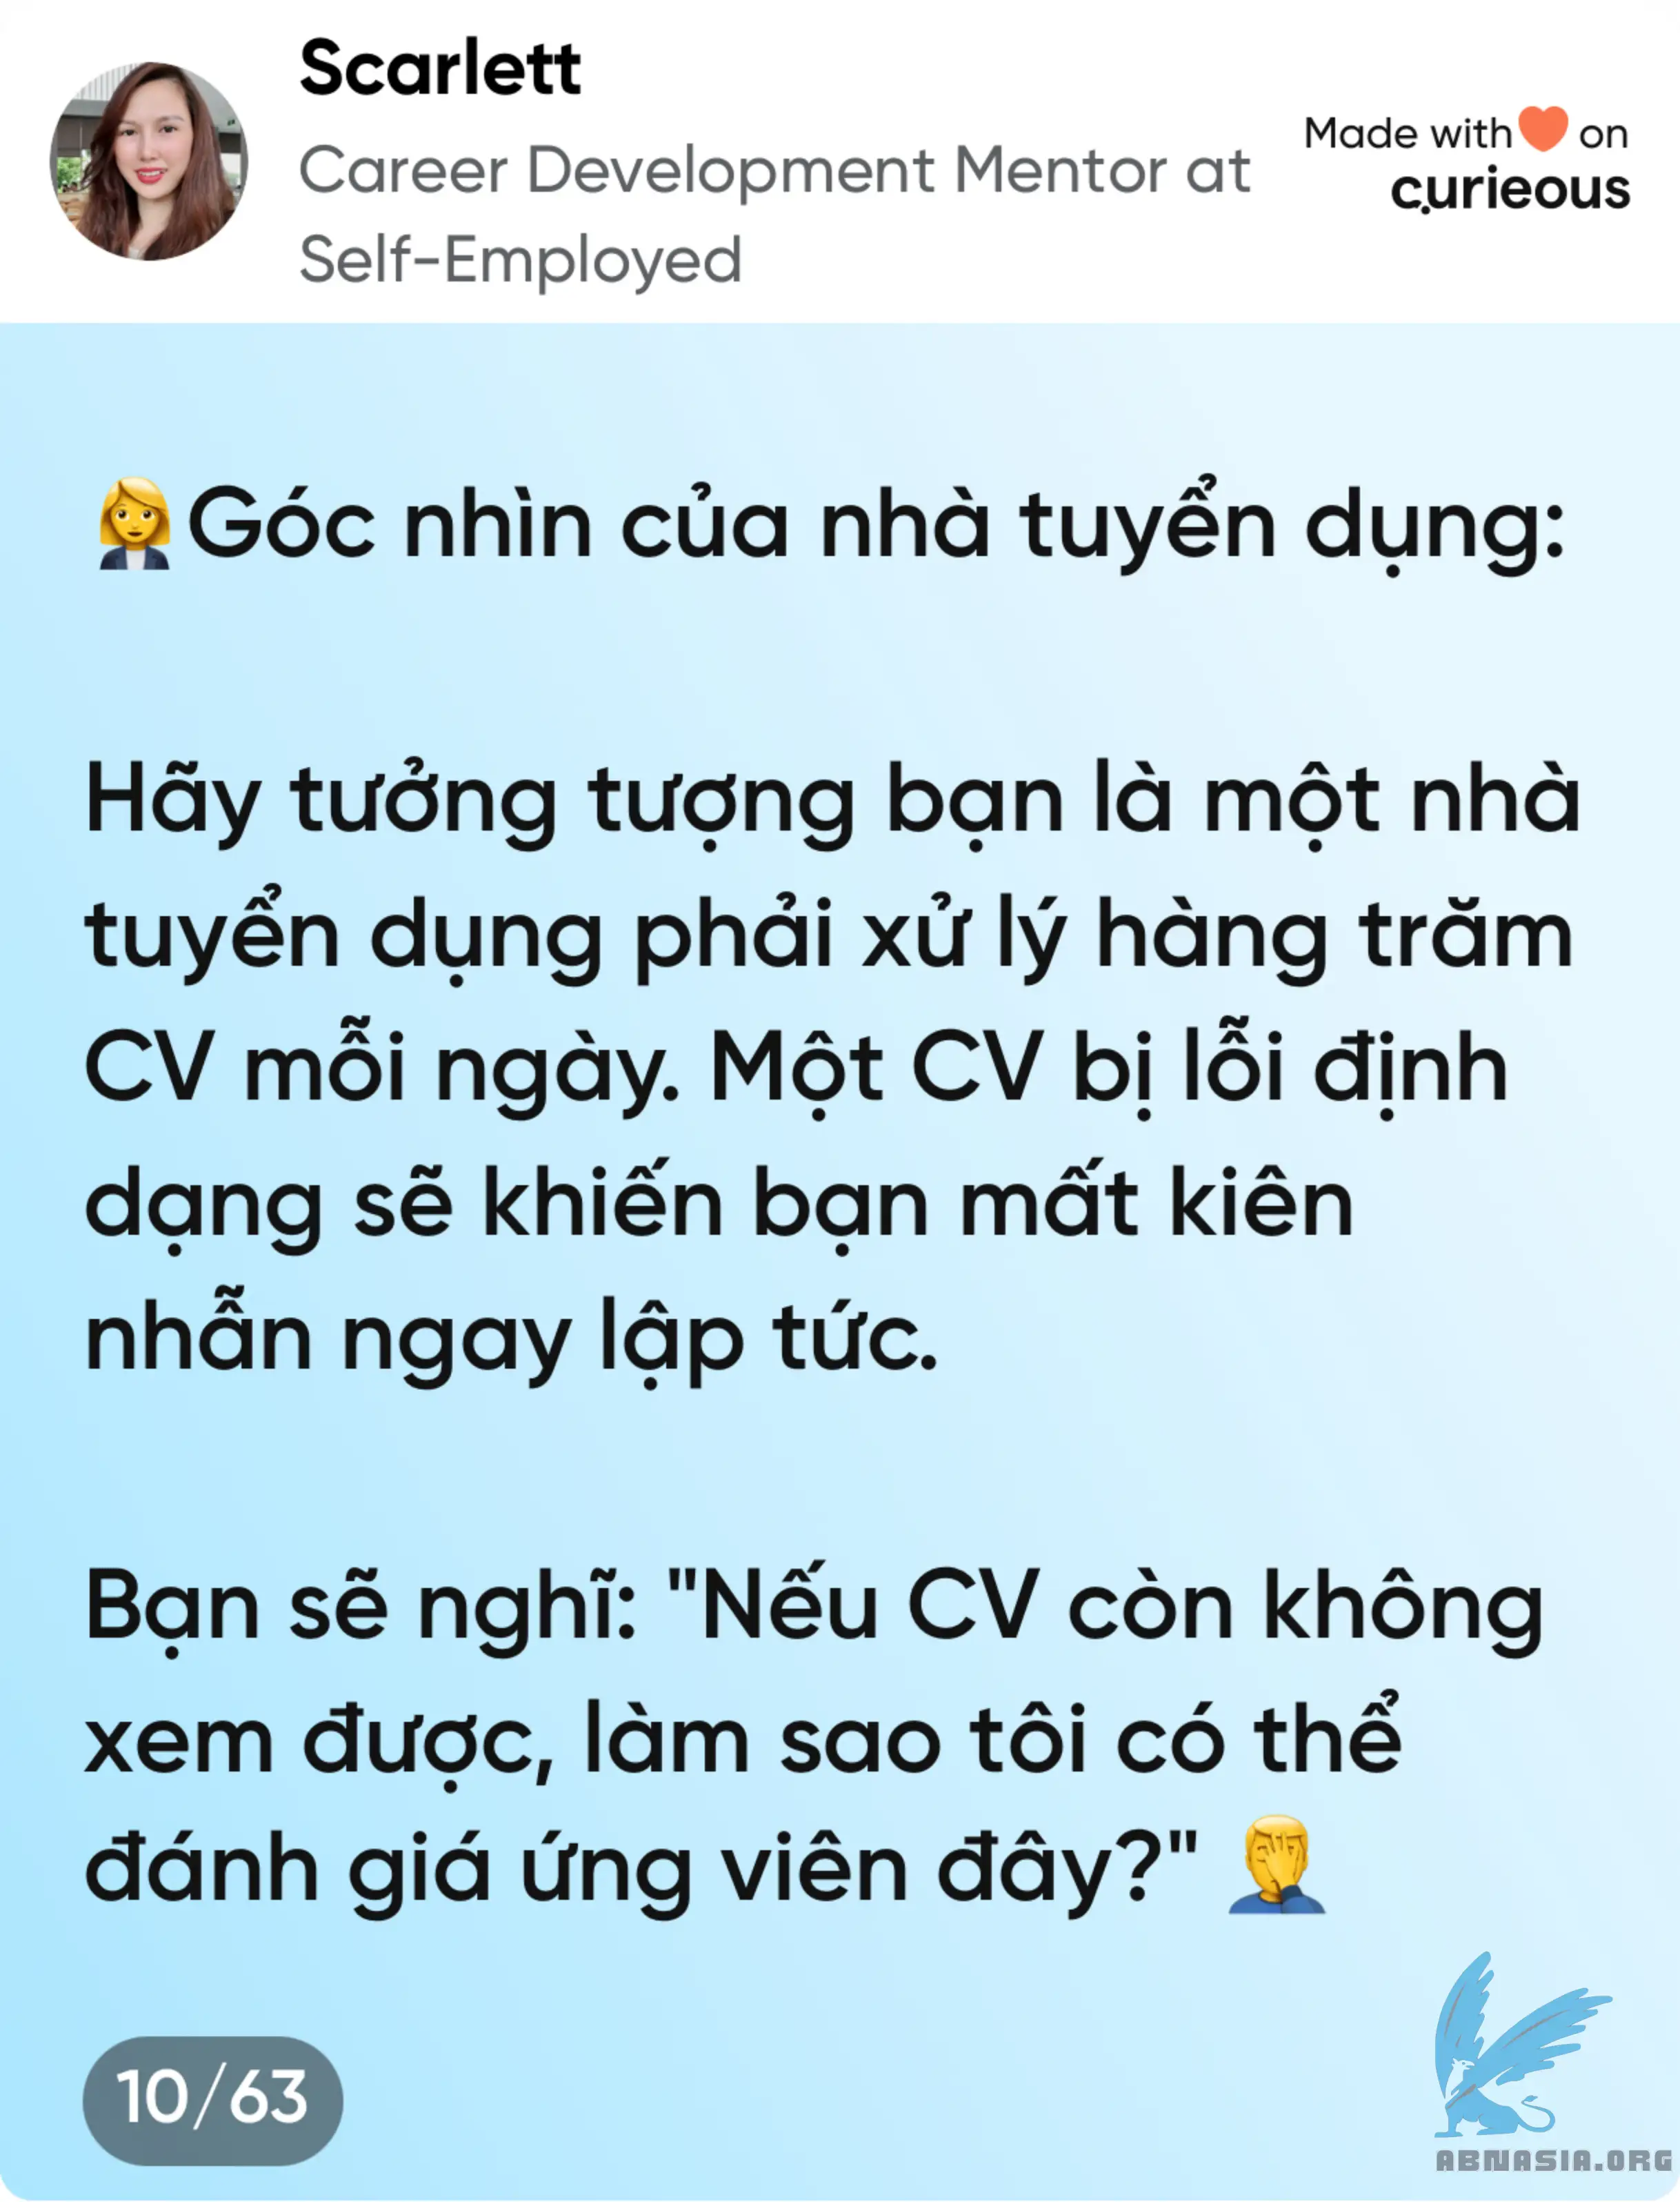 Scarlett
Career Development Mentor at
Self-Employed
Made with ❤ on
curieous
👩‍💼Góc nhìn của nhà tuyển dụng:
Hãy tưởng tượng bạn là một nhà
tuyển dụng phải xử lý hàng trăm
CV mỗi ngày. Một CV bị lỗi định
dạng sẽ khiến bạn mất kiên
nhẫn ngay lập tức.
Bạn sẽ nghĩ: "Nếu CV còn không
xem được, làm sao tôi có thể
đánh giá ứng viên đây?" 🤦‍♂️
10/63
ABNASIA.ORG